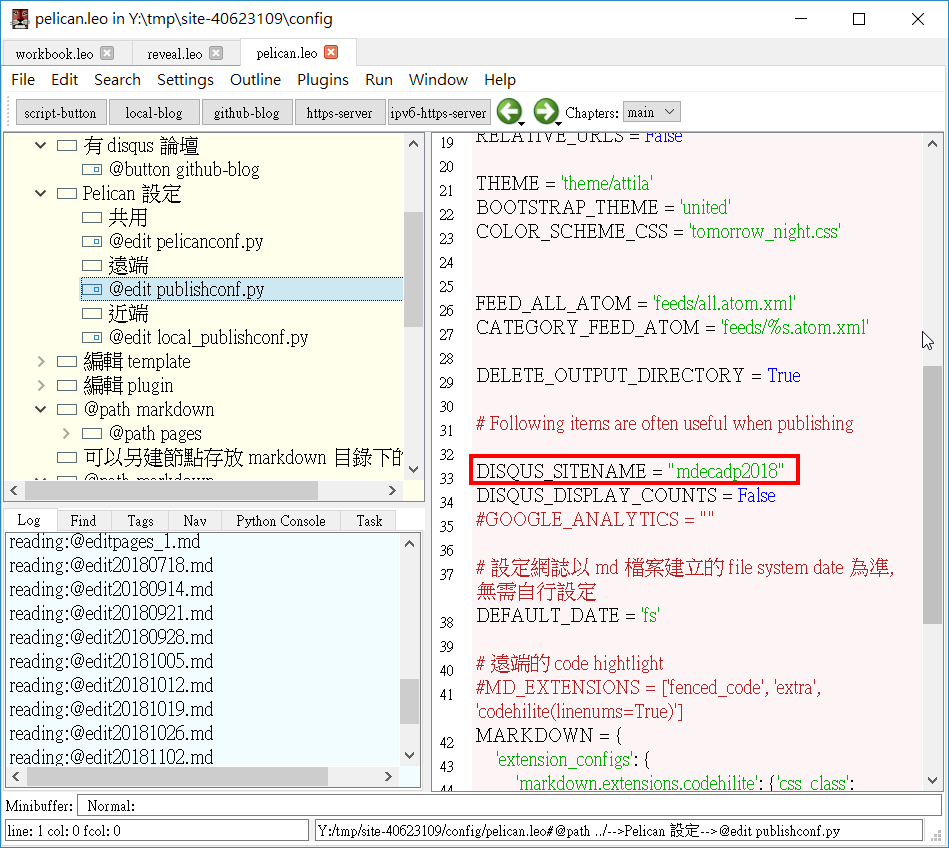 pelican.leo in Y:\tmp\site-40623109\config
workbook.leo
reveal.leo
pelican.leo
File Edit Search Settings Outline Plugins Run Window Help
script-button local-blog github-blog https-server ipv6-https-server Chapters: main
有 disqus 論壇
@button github-blog
Pelican 設定
共用
@edit pelicanconf.py
遠端
@edit publishconf.py
近端
@edit local_publishconf.py
編輯 template
編輯 plugin
@path markdown
@path pages
可以另建節點存放 markdown 目錄下的
@path markdown
Log Find Tags Nav Python Console Task
reading:@editpages_1.md
reading:@edit20180718.md
reading:@edit20180914.md
reading:@edit20180921.md
reading:@edit20180928.md
reading:@edit20181005.md
reading:@edit20181012.md
reading:@edit20181019.md
reading:@edit20181026.md
reading:@edit20181102.md
19 RELATIVE_URLS = False
20
21 THEME = 'theme/attila'
22 BOOTSTRAP_THEME = 'united'
23 COLOR_SCHEME_CSS = 'tomorrow_night.css'
24
25
26 FEED_ALL_ATOM = 'feeds/all.atom.xml'
27 CATEGORY_FEED_ATOM = 'feeds/%s.atom.xml'
28
29 DELETE_OUTPUT_DIRECTORY = True
30
31 # Following items are often useful when publishing
32
33 DISQUS_SITENAME = "mdecadp2018"
34 DISQUS_DISPLAY_COUNTS = False
35 #GOOGLE_ANALYTICS = ""
36
37 # 設定網誌以 md 檔案建立的 file system date 為準,
無需自行設定
38 DEFAULT_DATE = 'fs'
39
40 # 遠端的 code hightlight
41 #MD_EXTENSIONS = ['fenced_code', 'extra',
'codehilite(linenums=True)']
42 MARKDOWN = {
43 'extension_configs': {
44 'markdown.extensions.codehilite': {'css_class':
Minibuffer: Normal:
line: 1 col: 0 fcol: 0
Y:/tmp/site-40623109/config/pelican.leo#@path ../-->Pelican 設定-->@edit publishconf.py